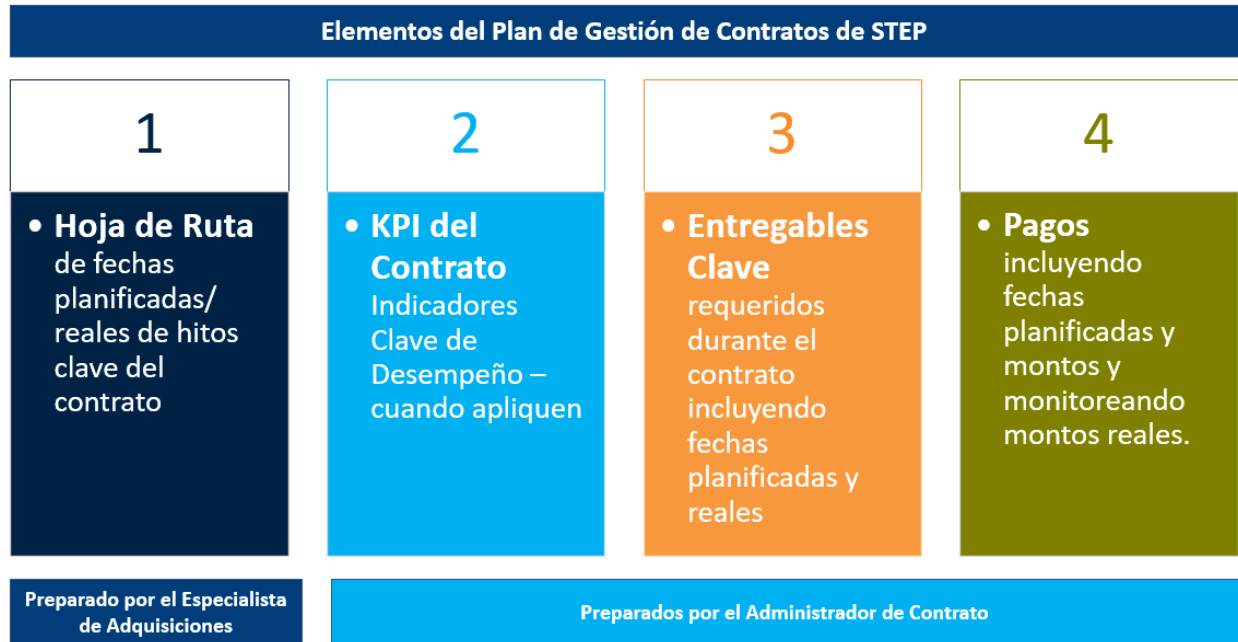 Elementos del Plan de Gestión de Contratos de STEP
1
• Hoja de Ruta
de fechas
planificadas/
reales de hitos
clave del
contrato
2
• KPI del
Contrato
Indicadores
Clave de
Desempeño –
cuando apliquen
3
• Entregables
Clave
requeridos
durante el
contrato
incluyendo
fechas
planificadas y
reales
4
• Pagos
incluyendo
fechas
planificadas y
montos y
monitoreando
montos reales.
Preparado por el Especialista
de Adquisiciones
Preparados por el Administrador de Contrato